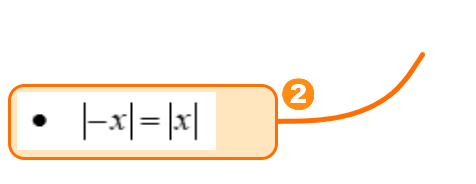 2
• |−x| = |x|